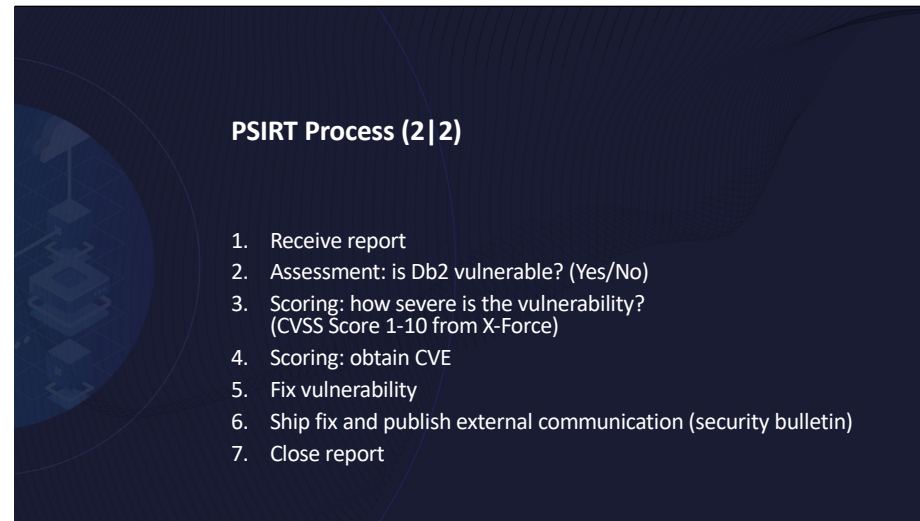 PSIRT Process (2|2)
1. Receive report
2. Assessment: is Db2 vulnerable? (Yes/No)
3. Scoring: how severe is the vulnerability?
(CVSS Score 1-10 from X-Force)
4. Scoring: obtain CVE
5. Fix vulnerability
6. Ship fix and publish external communication (security bulletin)
7. Close report